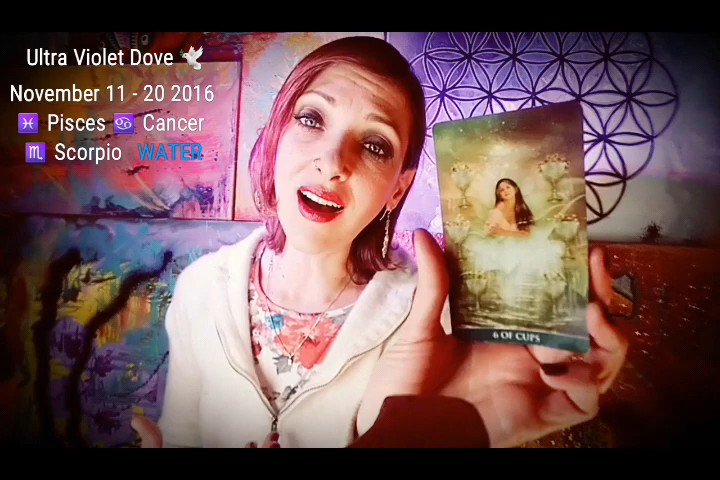 Ultra Violet Dove 🕊
November 11 - 20 2016
♓ Pisces ♋ Cancer
♏ Scorpio WATER
6 OF CUPS